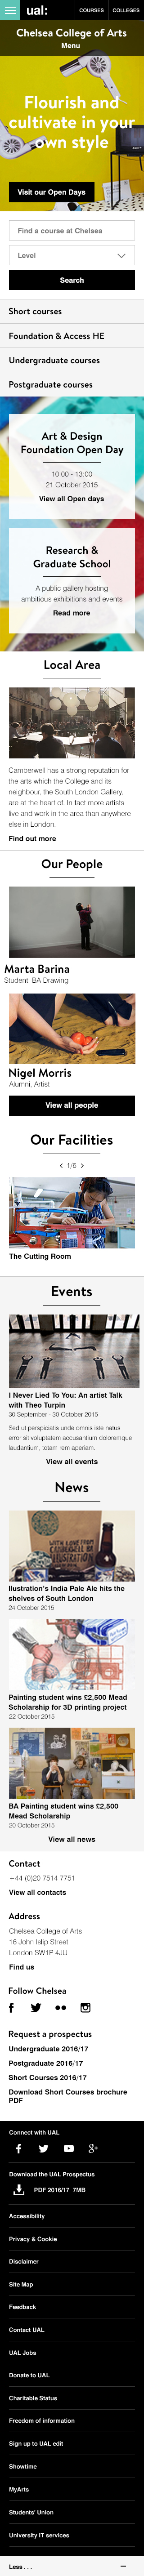 ual:
COURSES
COLLEGES
Chelsea College of Arts
Menu
Flourish and
cultivate in your
own style
Visit our Open Days
Find a course at Chelsea
Level
Search
Short courses
Foundation & Access HE
Undergraduate courses
Postgraduate courses
Art & Design
Foundation Open Day
10:00 - 13:00
21 October 2015
View all Open days
Research &
Graduate School
A public gallery hosting
ambitious exhibitions and events
Read more
Local Area
Camberwell has a strong reputation for
the arts which the College and its
neighbour, the South London Gallery,
are at the heart of. In fact more artists
live and work in the area than anywhere
else in London.
Find out more
Our People
Marta Barina
Student, BA Drawing
Nigel Morris
Alumni, Artist
View all people
Our Facilities
1/6
The Cutting Room
Events
I Never Lied To You: An artist Talk
with Theo Turpin
30 September - 30 October 2015
Sed ut perspiciatis unde omnis iste natus
error sit voluptatem accusantium doloremque
laudantium, totam rem aperiam.
View all events
News
Ilustration's India Pale Ale hits the
shelves of South London
24 October 2015
Painting student wins £2,500 Mead
Scholarship for 3D printing project
22 October 2015
BA Painting student wins £2,500
Mead Scholarship
20 October 2015
View all news
Contact
+44 (0)20 7514 7751
View all contacts
Address
Chelsea College of Arts
16 John Islip Street
London SW1P 4JU
Find us
Follow Chelsea
Request a prospectus
Undergraduate 2016/17
Postgraduate 2016/17
Short Courses 2016/17
Download Short Courses brochure
PDF
Connect with UAL
Download the UAL Prospectus
PDF 2016/17 7MB
Accessibility
Privacy & Cookie
Disclaimer
Site Map
Feedback
Contact UAL
UAL Jobs
Donate to UAL
Charitable Status
Freedom of information
Sign up to UAL edit
Showtime
MyArts
Students' Union
University IT services
Less . . .